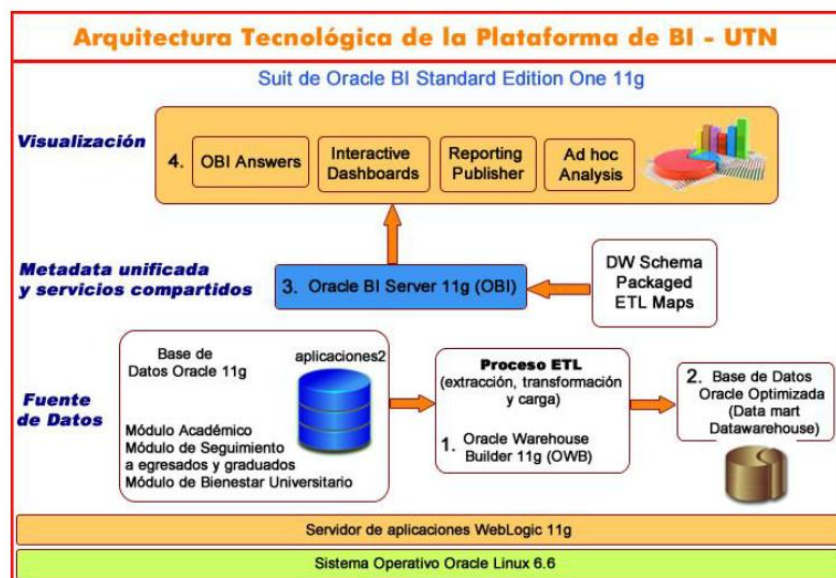 Arquitectura Tecnológica de la Plataforma de BI - UTN
Suit de Oracle BI Standard Edition One 11g
Visualización
4.
OBI Answers
Interactive
Dashboards
Reporting
Publisher
Ad hoc
Analysis
Metadata unificada
y servicios compartidos
3. Oracle BI Server 11g (OBI)
DW Schema
Packaged
ETL Maps
Fuente
de Datos
Base de
Datos Oracle 11g
aplicaciones2
Módulo Académico
Módulo de Seguimiento
a egresados y graduados
Módulo de Bienestar Universitario
Proceso ETL
(extracción, transformación
y carga)
1. Oracle Warehouse
Builder 11g (OWB)
2. Base de Datos
Oracle Optimizada
(Data mart
Datawarehouse)
Servidor de aplicaciones WebLogic 11g
Sistema Operativo Oracle Linux 6.6